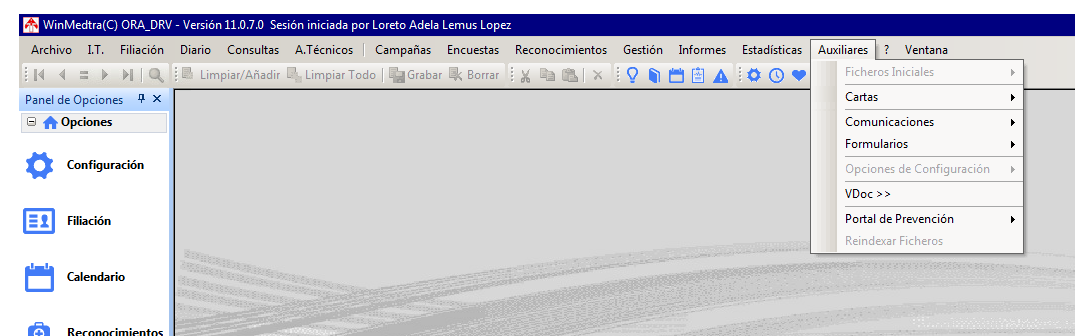 WinMedtra(C) ORA_DRV - Versión 11.0.7.0 Sesión iniciada por Loreto Adela Lemus Lopez
Archivo I.T. Filiación Diario Consultas A.Técnicos Campañas Encuestas Reconocimientos Gestión Informes Estadísticas Auxiliares ? Ventana
Limpiar/Añadir Limpiar Todo Grabar Borrar
Panel de Opciones
Opciones
Configuración
Filiación
Calendario
Reconocimientos
Ficheros Iniciales
Cartas
Comunicaciones
Formularios
Opciones de Configuración
VDoc >>
Portal de Prevención
Reindexar Ficheros